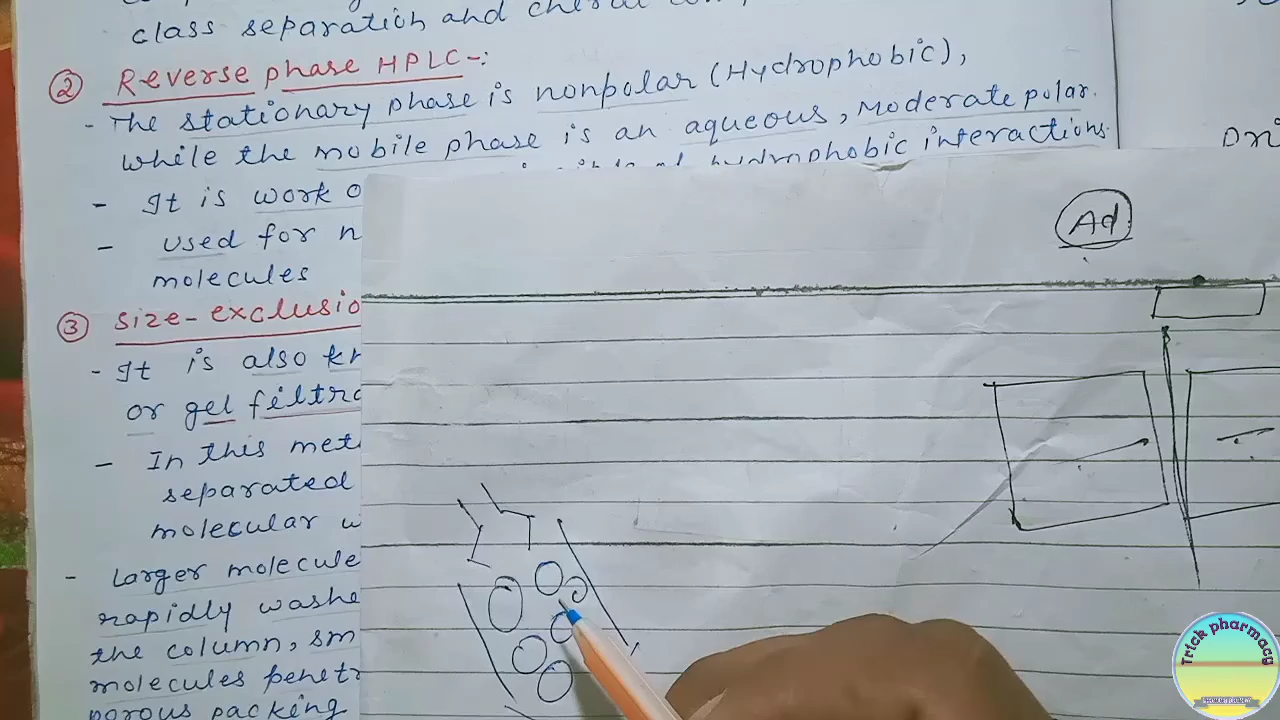 class separation and
② Reverse phase HPLC-:
- The stationary phase is nonpolar (Hydrophobic),
while the mobile phase is an aqueous, Moderate polar.
hydrophobic interactions.
- It is work
- used for
molecules
③ size-exclusio
- It is also
or gel filtra
- In this met
separated
molecular
- Larger molecule
rapidly washe
the column, sm
molecules penet
porous packing
Ad
Trick pharmacy